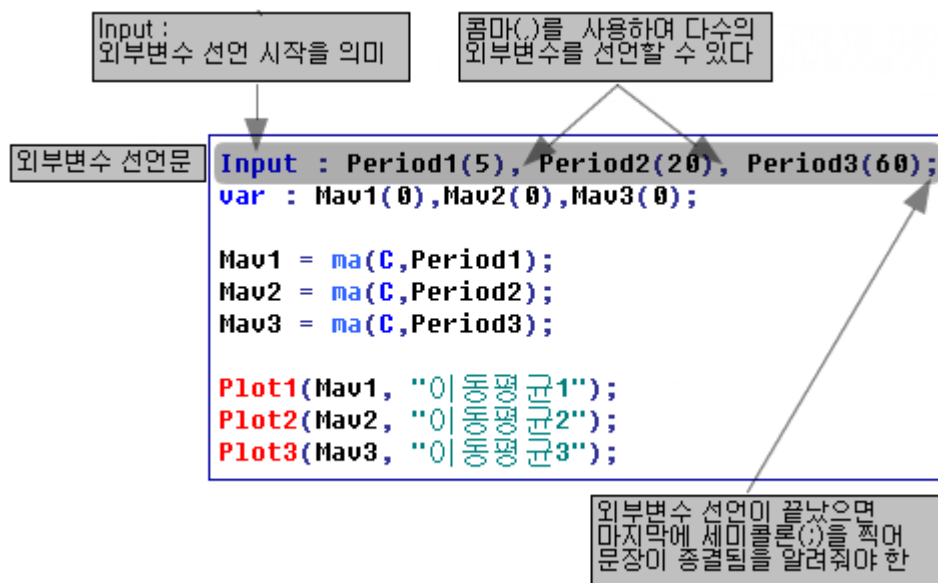 Input :
외부변수 선언 시작을 의미
콤마(,)를 사용하며 다수의
외부변수를 선언할 수 있다
외부변수 선언문
Input : Period1(5), Period2(20), Period3(60);
var : Mav1(0),Mav2(0),Mav3(0);
Mav1 = ma(C,Period1);
Mav2 = ma(C,Period2);
Mav3 = ma(C,Period3);
Plot1(Mav1, "이동평균1");
Plot2(Mav2, "이동평균2");
Plot3(Mav3, "이동평균3");
외부변수 선언이 끝났으면
마지막에 세미콜론(;)을 찍어
문장이 종결됨을 알려줘야 한